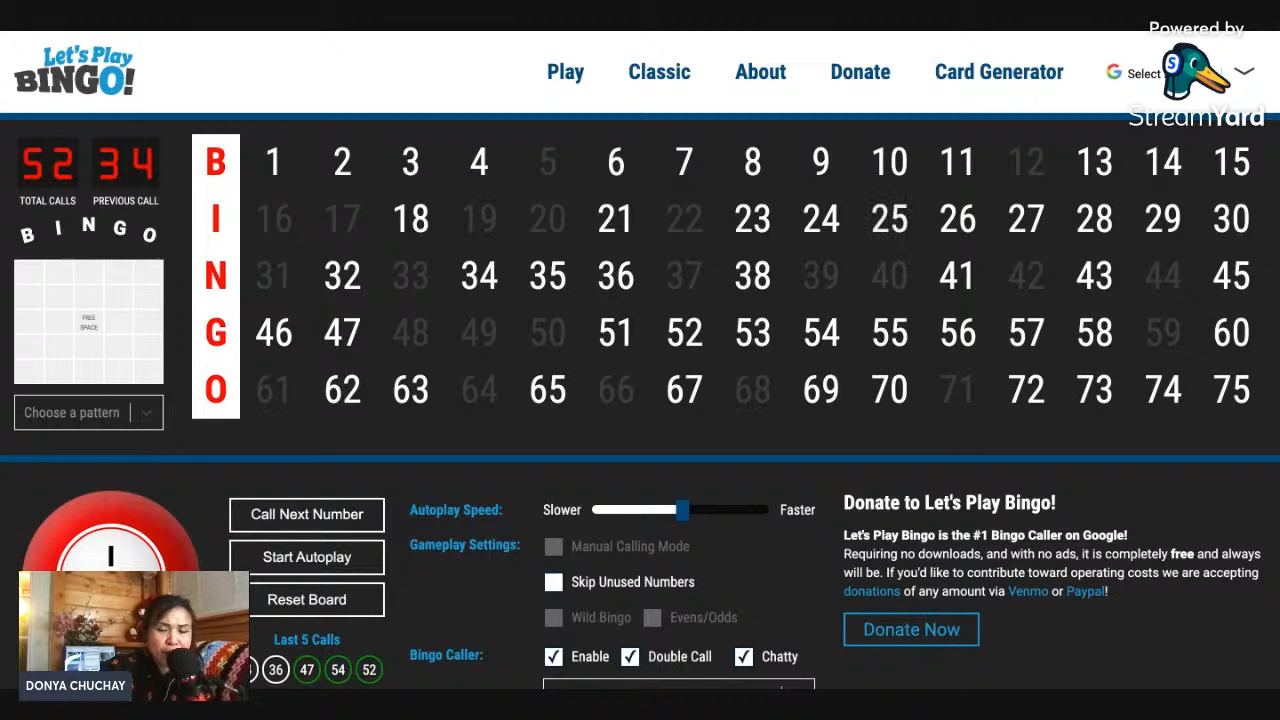 Powered by
StreamYard
Let's Play
BINGO!
Play Classic About Donate Card Generator
G Select
S
52 34
TOTAL CALLS PREVIOUS CALL
B I N G O
FREE
SPACE
Choose a pattern
B 1 2 3 4 5 6 7 8 9 10 11 12 13 14 15
I 16 17 18 19 20 21 22 23 24 25 26 27 28 29 30
N 31 32 33 34 35 36 37 38 39 40 41 42 43 44 45
G 46 47 48 49 50 51 52 53 54 55 56 57 58 59 60
O 61 62 63 64 65 66 67 68 69 70 71 72 73 74 75
I
Call Next Number
Start Autoplay
Reset Board
Last 5 Calls
36 47 54 52
DONYA CHUCHAY
Autoplay Speed: Slower Faster
Gameplay Settings: Manual Calling Mode
Skip Unused Numbers
Wild Bingo Evens/Odds
Bingo Caller: Enable Double Call Chatty
Donate to Let's Play Bingo!
Let's Play Bingo is the #1 Bingo Caller on Google!
Requiring no downloads, and with no ads, it is completely free and always
will be. If you'd like to contribute toward operating costs we are accepting
donations of any amount via Venmo or Paypal!
Donate Now